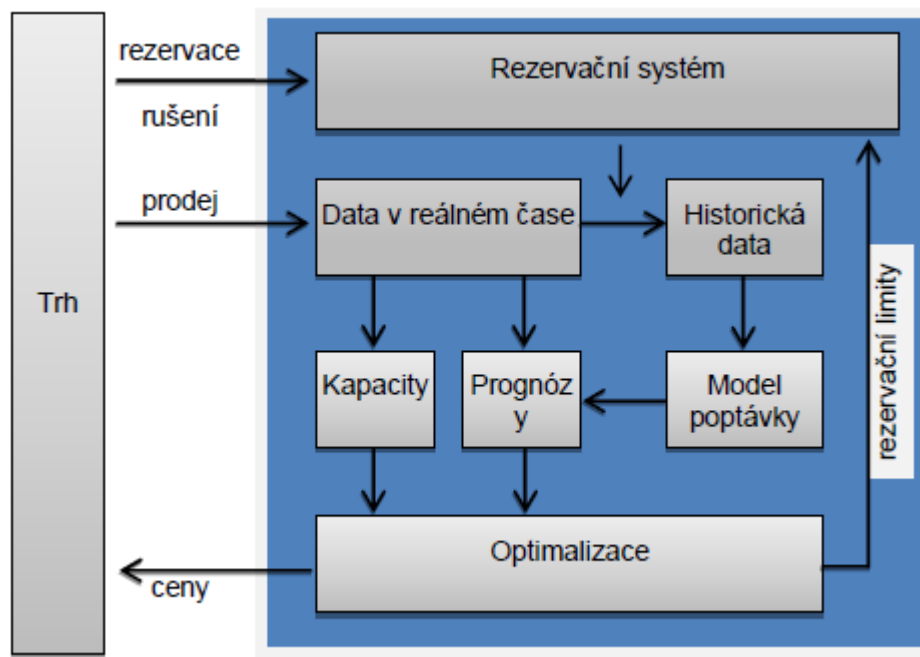 rezervace
Rezervační systém
rušení
prodej
Data v reálném čase
Historická
data
Trh
Kapacity
Prognóz
y
Model
poptávky
rezervační limity
Optimalizace
ceny